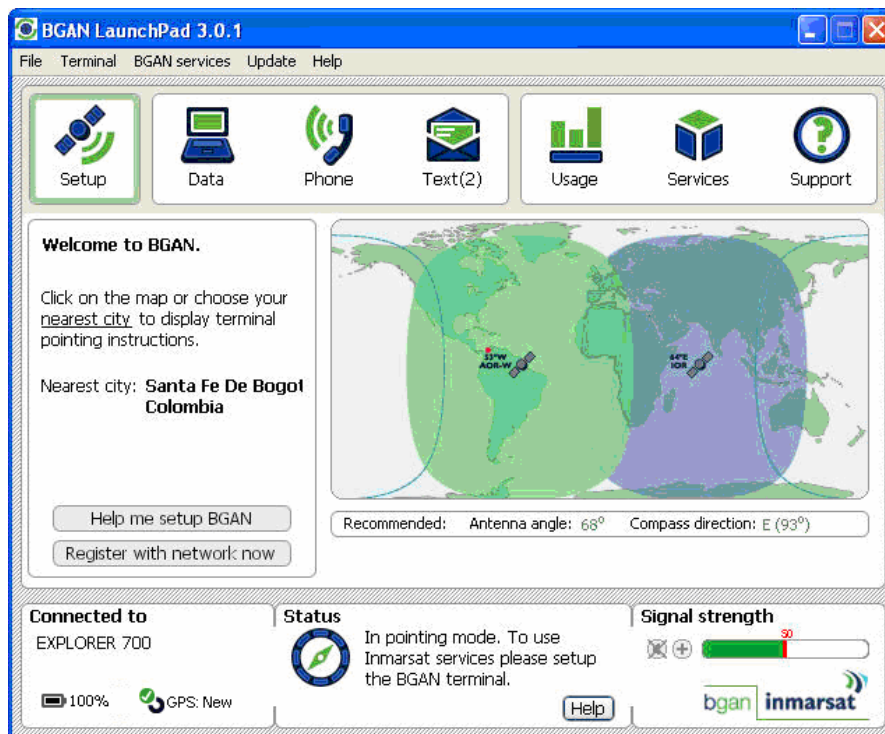 BGAN LaunchPad 3.0.1
File Terminal BGAN services Update Help
Setup Data Phone Text(2) Usage Services Support
Welcome to BGAN.
Click on the map or choose your
nearest city to display terminal
pointing instructions.
Nearest city: Santa Fe De Bogot
Colombia
Help me setup BGAN
Register with network now
53°W
AOR-W
64°E
IOR
Recommended: Antenna angle: 68° Compass direction: E (93°)
Connected to
EXPLORER 700
100% GPS: New
Status
In pointing mode. To use
Inmarsat services please setup
the BGAN terminal.
Help
Signal strength
50
bgan inmarsat